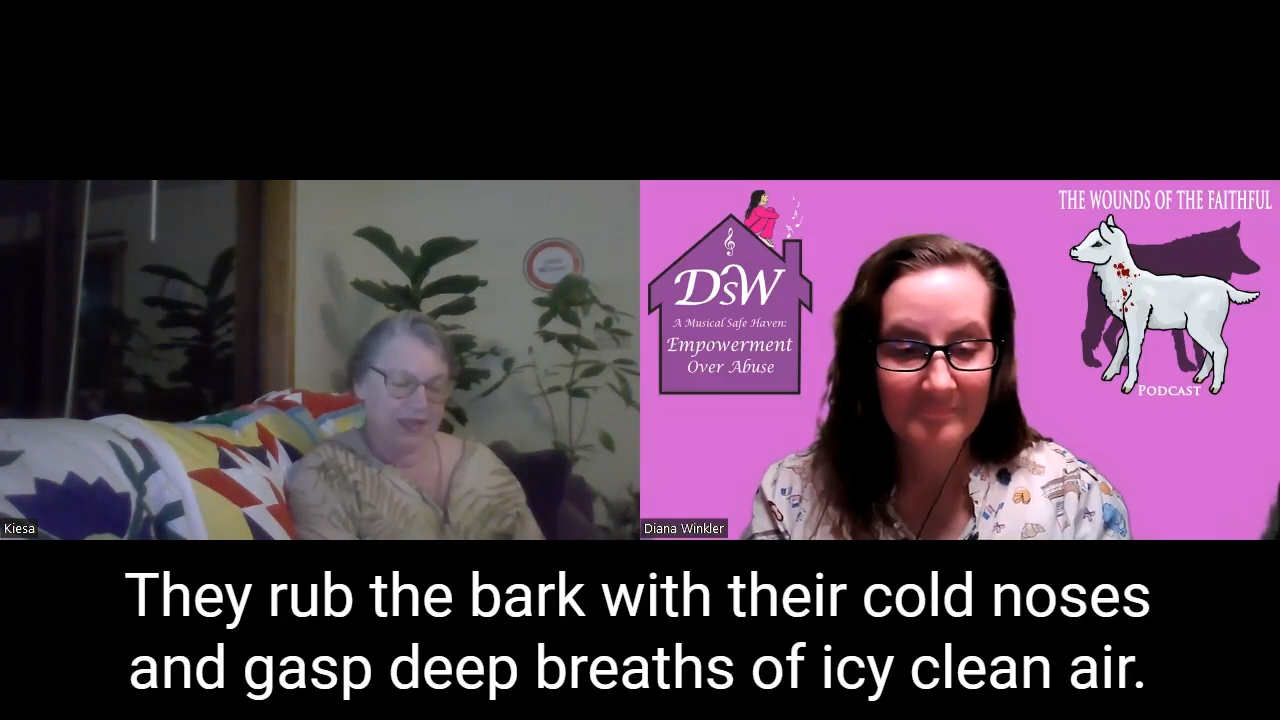 THE WOUNDS OF THE FAITHFUL
DSW
A Musical Safe Haven:
Empowerment
Over Abuse
PODCAST
Kiesa
Diana Winkler
They rub the bark with their cold noses
and gasp deep breaths of icy clean air.